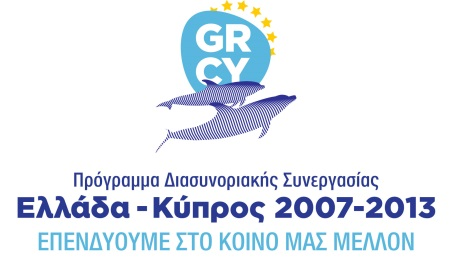 GR
CY
Πρόγραμμα Διασυνοριακής Συνεργασίας
Ελλάδα - Κύπρος 2007-2013
ΕΠΕΝΔΥΟΥΜΕ ΣΤΟ ΚΟΙΝΟ ΜΑΣ ΜΕΛΛΟΝ